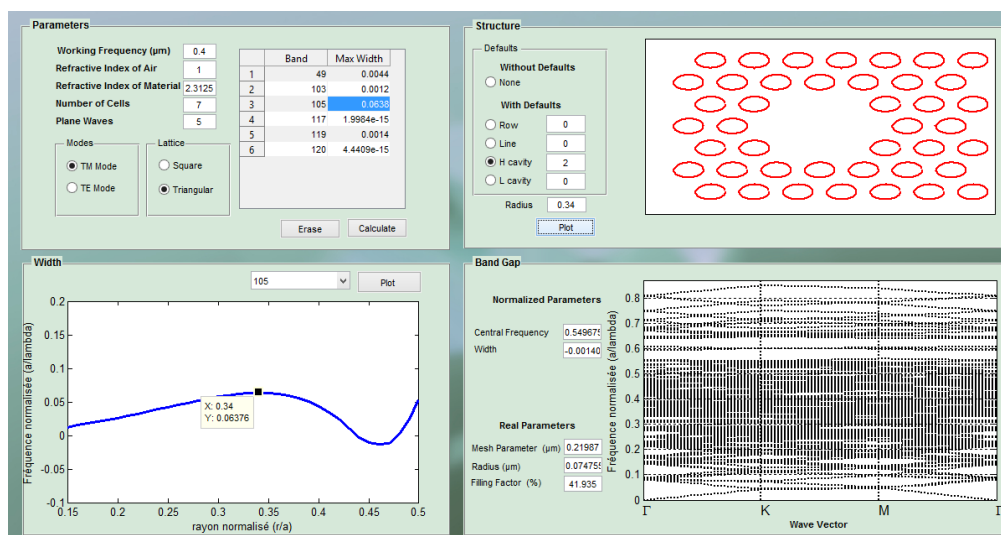 Parameters
Working Frequency (µm) 0.4
Refractive Index of Air 1
Refractive Index of Material 2.3125
Number of Cells 7
Plane Waves 5
Modes
TM Mode
TE Mode
Lattice
Square
Triangular
Band Max Width
1 49 0.0044
2 103 0.0012
3 105 0.0638
4 117 1.9984e-15
5 119 0.0014
6 120 4.4409e-15
Erase Calculate
Structure
Defaults
Without Defaults
None
With Defaults
Row 0
Line 0
H cavity 2
L cavity 0
Radius 0.34
Plot
Width
105 Plot
Fréquence normalisée (a/lambda)
0.2
0.15
0.1
0.05
0
-0.05
-0.1
X: 0.34
Y: 0.06376
0.15 0.2 0.25 0.3 0.35 0.4 0.45 0.5
rayon normalisé (r/a)
Band Gap
Normalized Parameters
Central Frequency 0.549675
Width -0.00140
Real Parameters
Mesh Parameter (µm) 0.21987
Radius (µm) 0.074755
Filling Factor (%) 41.935
Fréquence normalisée (a/lambda)
0.8
0.7
0.6
0.5
0.4
0.3
0.2
0.1
0
Γ K M Γ
Wave Vector